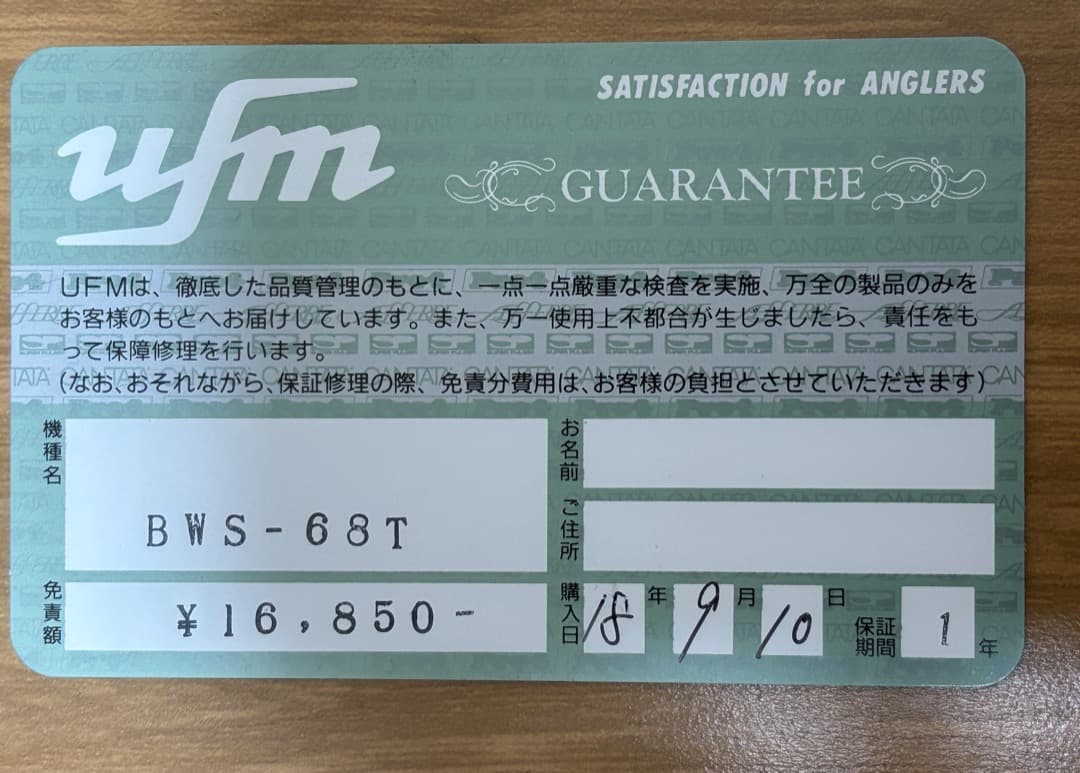 ufm
SATISFACTION for ANGLERS
GUARANTEE
UFMは、徹底した品質管理のもとに、一点一点厳重な検査を実施、万全の製品のみを
お客様のもとへお届けしています。また、万一使用上不都合が生じましたら、責任をも
って保障修理を行います。
(なお、おそれながら、保証修理の際、免責分費用は、お客様の負担とさせていただきます)
機種名
BWS-68T
免責額
¥16,850-
お名前
ご住所
購入日 18年 9月 10日
保証期間 1年